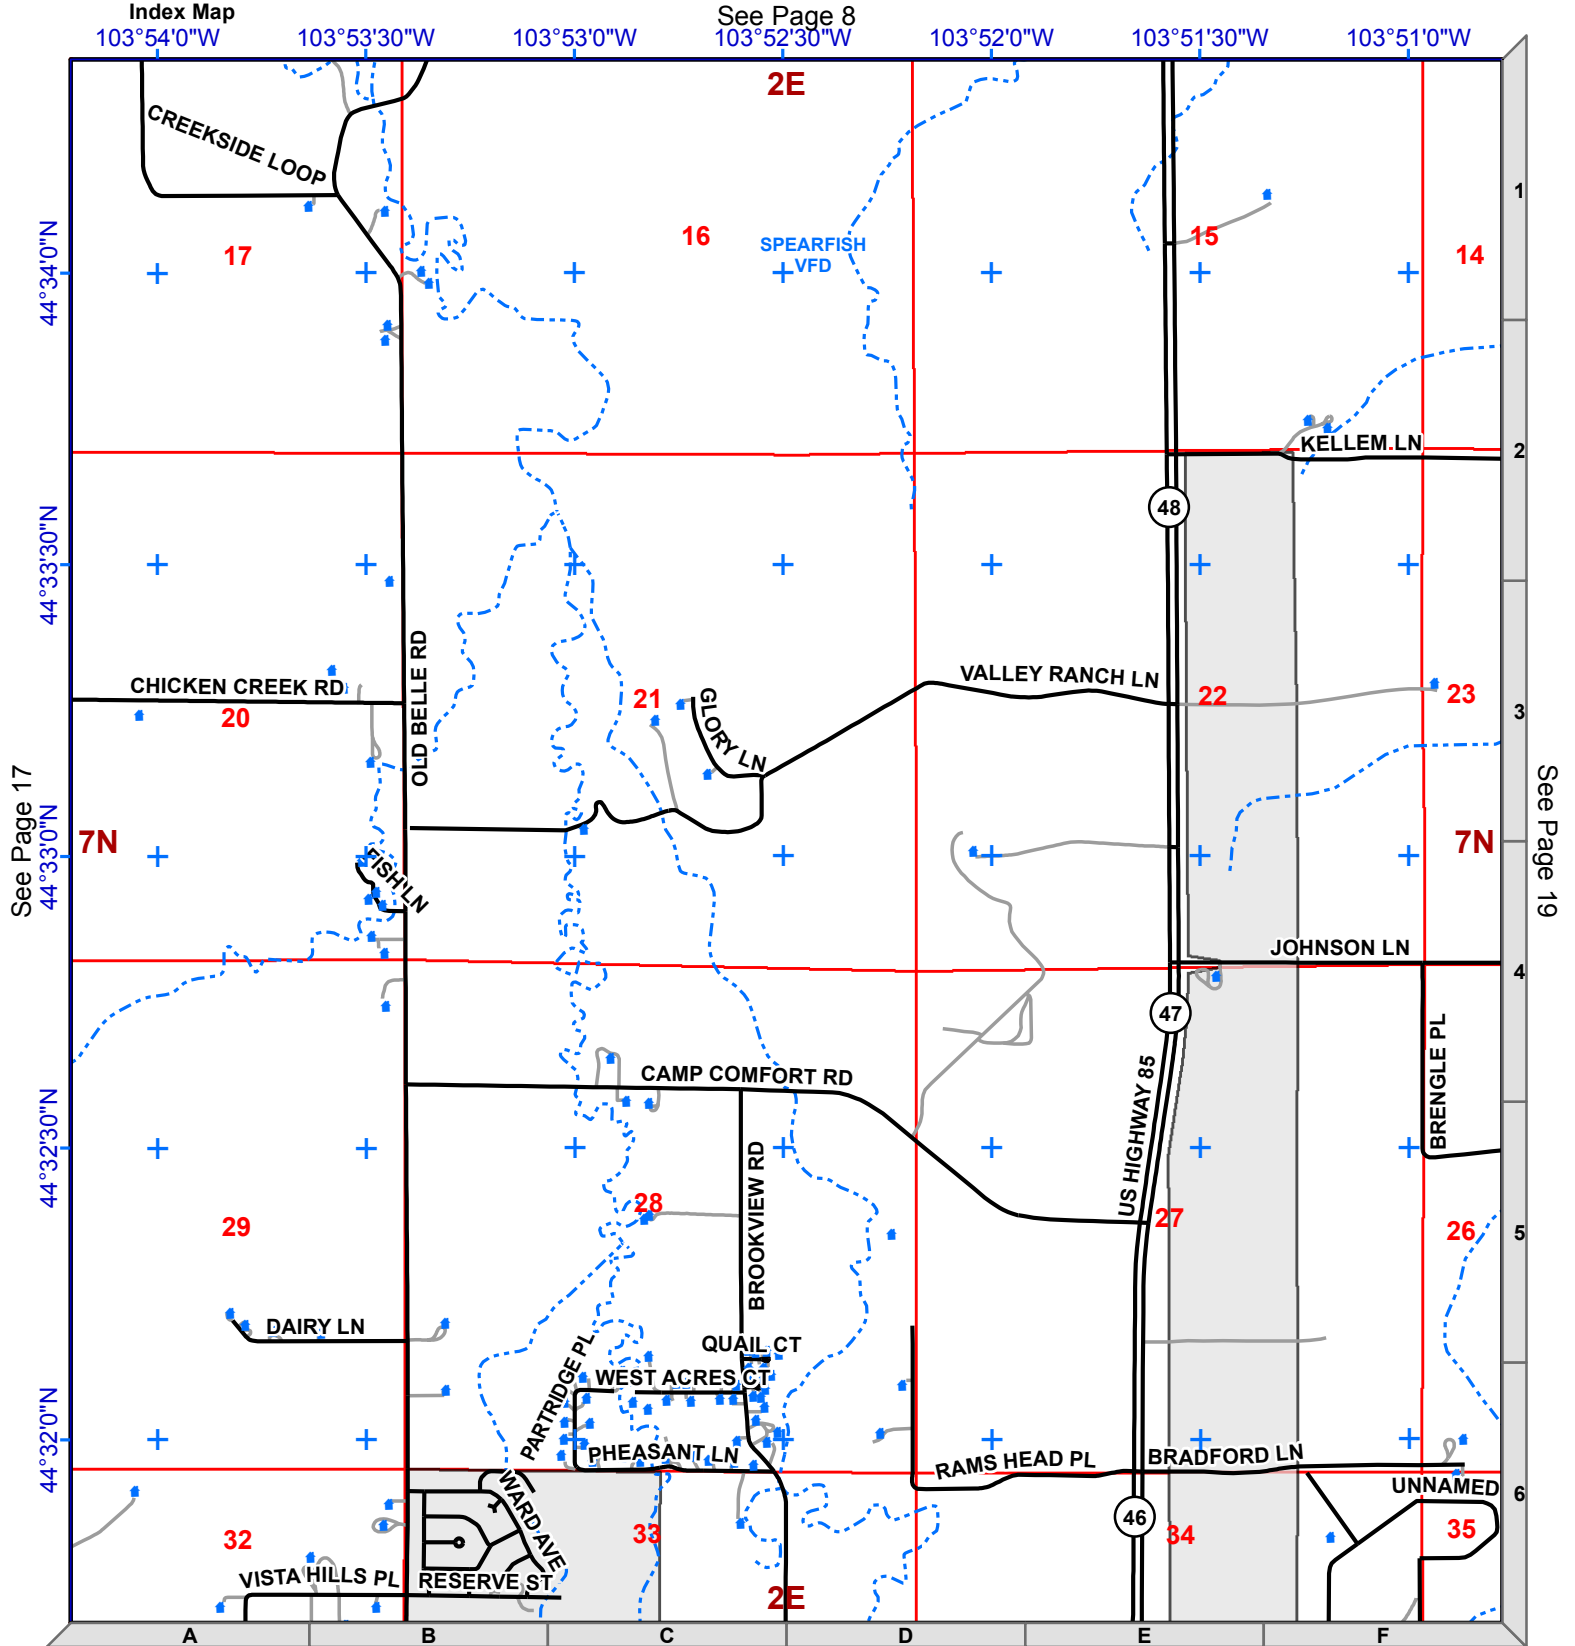 Index Map
See Page 8
103°54'0"W
103°53'30"W
103°53'0"W
103°52'30"W
103°52'0"W
103°51'30"W
103°51'0"W
2E
CREEKSIDE LOOP
1
17
16
SPEARFISH
VFD
15
14
44°34'0"N
KELLEM LN
2
48
44°33'30"N
OLD BELLE RD
CHICKEN CREEK RD
20
21
GLORY LN
VALLEY RANCH LN
22
23
3
See Page 17
See Page 19
7N
7N
44°33'0"N
FISH LN
JOHNSON LN
4
47
BRENGLE PL
CAMP COMFORT RD
US HIGHWAY 85
44°32'30"N
BROOKVIEW RD
28
27
29
26
5
DAIRY LN
PARTRIDGE PL
QUAIL CT
WEST ACRES CT
44°32'0"N
PHEASANT LN
RAMS HEAD PL
BRADFORD LN
WARD AVE
UNNAMED
6
46
32
33
34
35
VISTA HILLS PL
RESERVE ST
2E
A
B
C
D
E
F